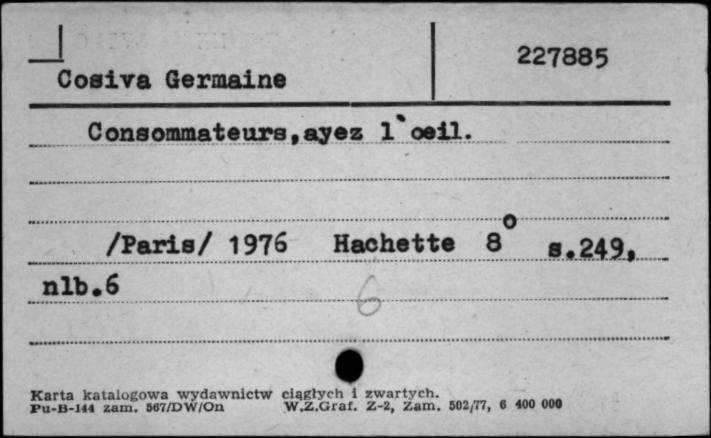 227885
Cosiva Germaine
Consommateurs,ayez l`oeil.
/Paris/ 1976 Hachette 8° s.249,
nlb.6
6
Karta katalogowa wydawnictw ciągłych i zwartych.
Pu-B-144 zam. 567/DW/On W.Z.Graf. Z-2, Zam. 502/77, 6 400 000